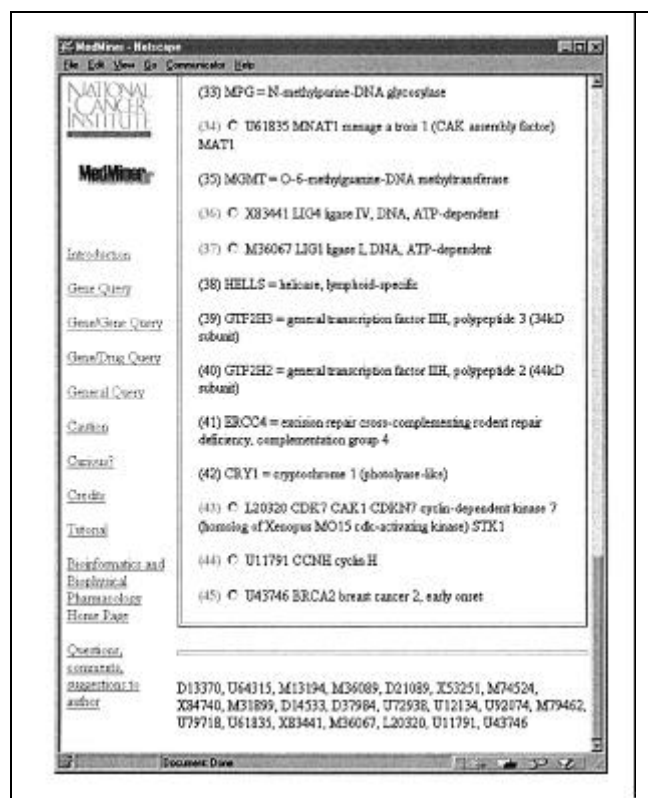 MedMiner - Netscape
File Edit View Go Communicator Help
NATIONAL
CANCER
INSTITUTE
MedMiner
Introduction
Gene Query
Gene/Gene Query
Gene/Drug Query
General Query
Caution
Curious?
Credits
Tutorial
Bioinformatics and
Biophysical
Pharmacology
Home Page
Questions,
comments,
suggestions to
author
(33) MPG = N-methylpurine-DNA glycosylase
(34) U61835 MNAT1 menage a trois 1 (CAK assembly factor)
MAT1
(35) MGMT = O-6-methylguanine-DNA methyltransferase
(36) X83441 LIG4 ligase IV, DNA, ATP-dependent
(37) M36067 LIG1 ligase I, DNA, ATP-dependent
(38) HELLS = helicase, lymphoid-specific
(39) GTF2H3 = general transcription factor IIH, polypeptide 3 (34kD
subunit)
(40) GTF2H2 = general transcription factor IIH, polypeptide 2 (44kD
subunit)
(41) ERCC4 = excision repair cross-complementing rodent repair
deficiency, complementation group 4
(42) CRY1 = cryptochrome 1 (photolyase-like)
(43) L20320 CDK7 CAK1 CDKN7 cyclin-dependent kinase 7
(homolog of Xenopus MO15 cdk-activating kinase) STK1
(44) U11791 CCNH cyclin H
(45) U43746 BRCA2 breast cancer 2, early onset
D13370, U64315, M13194, M36089, D21089, X53251, M74524,
X84740, M31899, D14533, D37984, U72938, U12134, U92074, M79462,
U79718, U61835, X83441, M36067, L20320, U11791, U43746
Document: Done